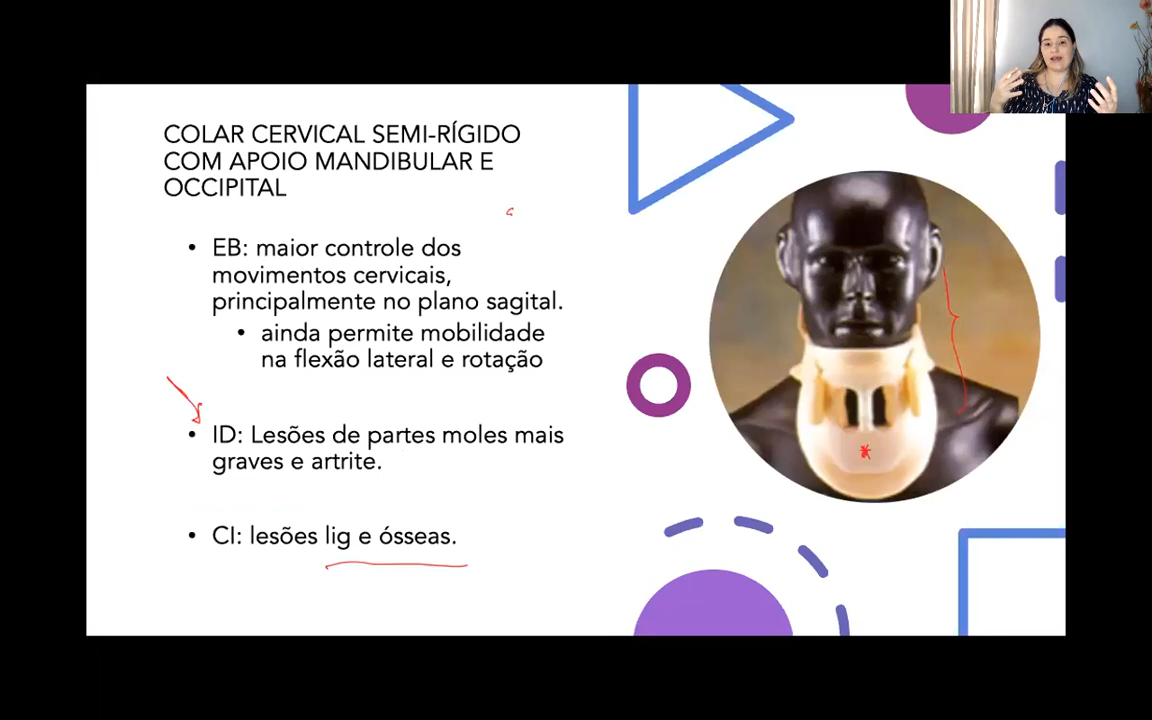 COLAR CERVICAL SEMI-RÍGIDO
COM APOIO MANDIBULAR E
OCCIPITAL
• EB: maior controle dos
movimentos cervicais,
principalmente no plano sagital.
• ainda permite mobilidade
na flexão lateral e rotação
• ID: Lesões de partes moles mais
graves e artrite.
• CI: lesões lig e ósseas.